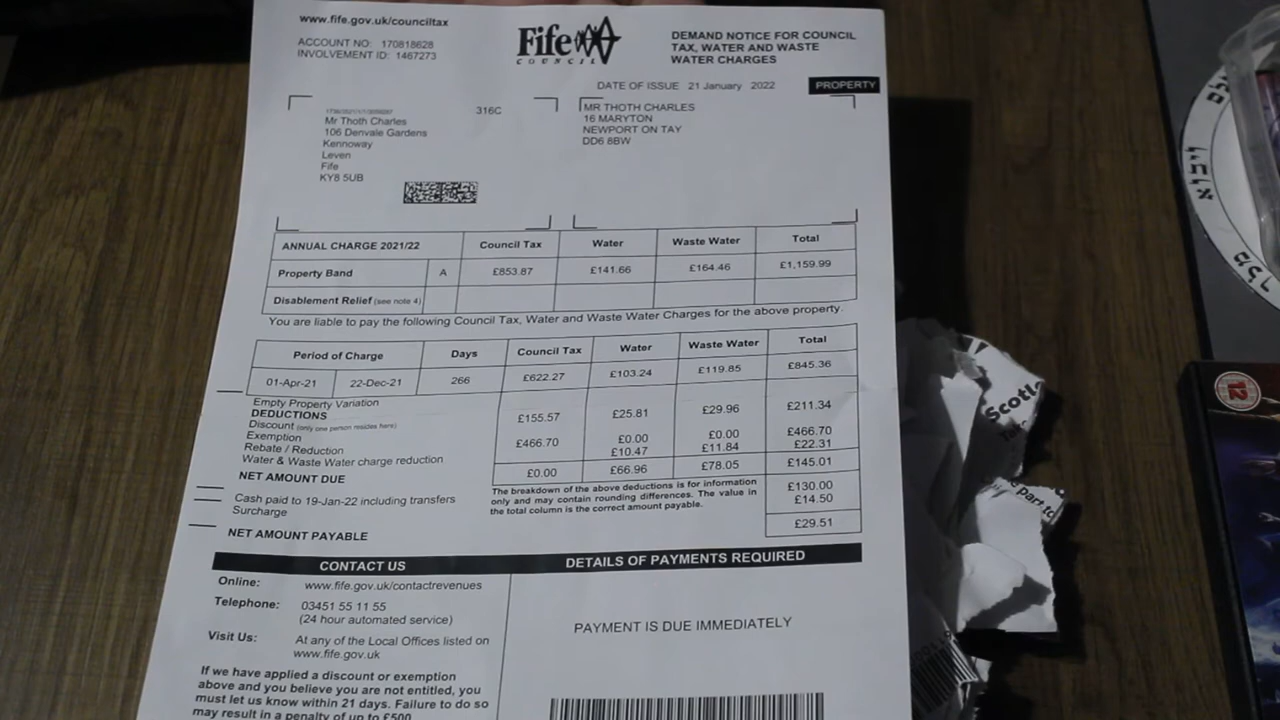 www.fife.gov.uk/counciltax
ACCOUNT NO: 170818628
INVOLVEMENT ID: 1467273
Fife
COUNCIL
DEMAND NOTICE FOR COUNCIL
TAX, WATER AND WASTE
WATER CHARGES
DATE OF ISSUE 21 January 2022
PROPERTY
316C
Mr Thoth Charles
106 Denvale Gardens
Kennoway
Leven
Fife
KY8 5UB
MR THOTH CHARLES
16 MARYTON
NEWPORT ON TAY
DD6 8BW
ANNUAL CHARGE 2021/22 Council Tax Water Waste Water Total
Property Band A £853.87 £141.66 £164.46 £1,159.99
Disablement Relief (see note 4)
You are liable to pay the following Council Tax, Water and Waste Water Charges for the above property.
Period of Charge Days Council Tax Water Waste Water Total
01-Apr-21 22-Dec-21 266 £622.27 £103.24 £119.85 £845.36
Empty Property Variation
DEDUCTIONS
Discount (only one person resides here) £155.57 £25.81 £29.96 £211.34
Exemption
Rebate / Reduction £466.70 £0.00 £0.00 £466.70
Water & Waste Water charge reduction £10.47 £11.84 £22.31
NET AMOUNT DUE £0.00 £66.96 £78.05 £145.01
Cash paid to 19-Jan-22 including transfers £130.00
Surcharge £14.50
The breakdown of the above deductions is for information
only and may contain rounding differences. The value in
the total column is the correct amount payable.
NET AMOUNT PAYABLE £29.51
CONTACT US
Online: www.fife.gov.uk/contactrevenues
Telephone: 03451 55 11 55
(24 hour automated service)
Visit Us: At any of the Local Offices listed on
www.fife.gov.uk
If we have applied a discount or exemption
above and you believe you are not entitled, you
must let us know within 21 days. Failure to do so
may result in a penalty of up to £500
DETAILS OF PAYMENTS REQUIRED
PAYMENT IS DUE IMMEDIATELY
part to
12
ויבוא